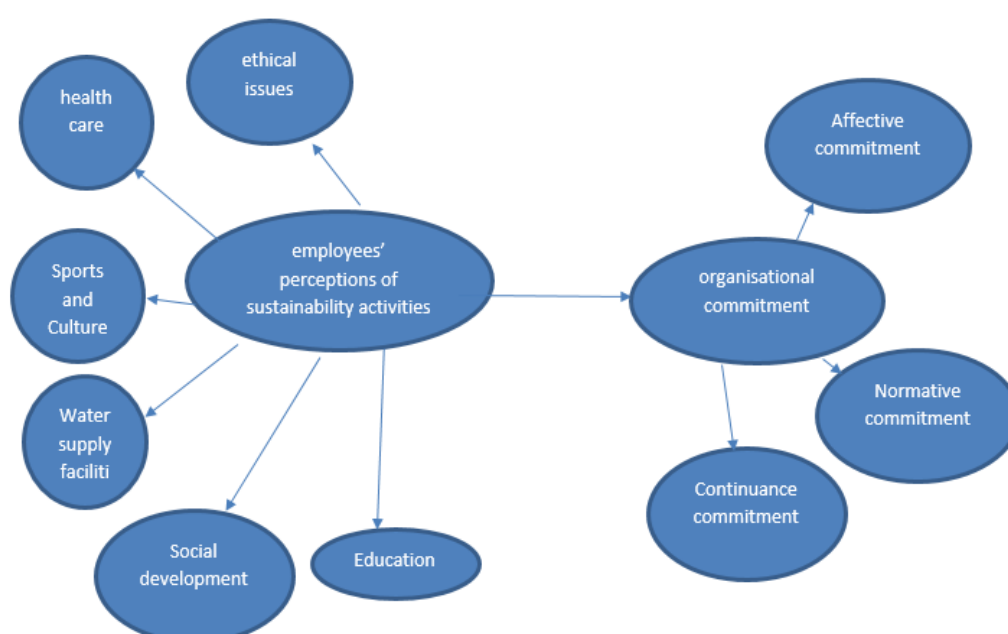 ethical
issues
health
care
Affective
commitment
employees’
perceptions of
sustainability activities
organisational
commitment
Sports
and
Culture
Water
supply
faciliti
Normative
commitment
Continuance
commitment
Social
development
Education